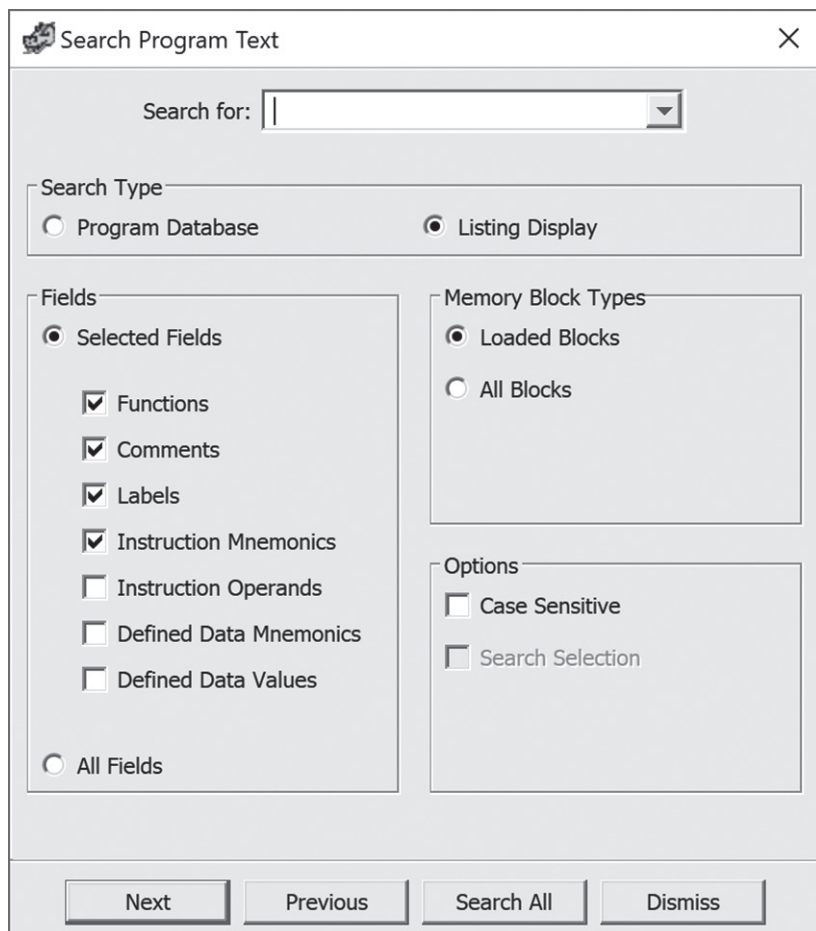 Search Program Text
Search for:
Search Type
Program Database
Listing Display
Fields
Selected Fields
Functions
Comments
Labels
Instruction Mnemonics
Instruction Operands
Defined Data Mnemonics
Defined Data Values
All Fields
Memory Block Types
Loaded Blocks
All Blocks
Options
Case Sensitive
Search Selection
Next
Previous
Search All
Dismiss